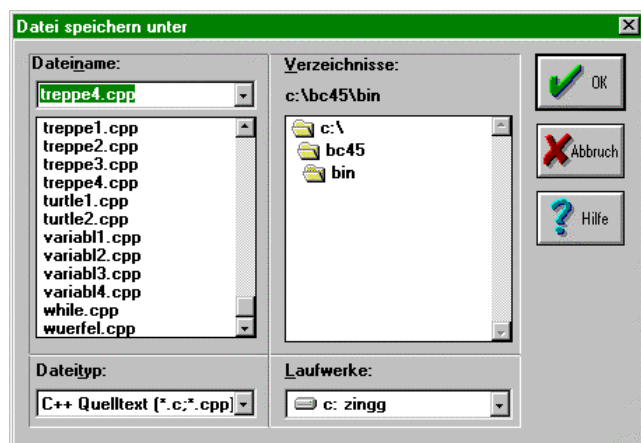 Datei speichern unter
Dateiname:
treppe4.cpp
treppe1.cpp
treppe2.cpp
treppe3.cpp
treppe4.cpp
turtle1.cpp
turtle2.cpp
variabl1.cpp
variabl2.cpp
variabl3.cpp
variabl4.cpp
while.cpp
wuerfel.cpp
Dateityp:
C++ Quelltext (*.c;*.cpp)
Verzeichnisse:
c:\bc45\bin
c:\
bc45
bin
Laufwerke:
c: zingg
OK
Abbruch
Hilfe